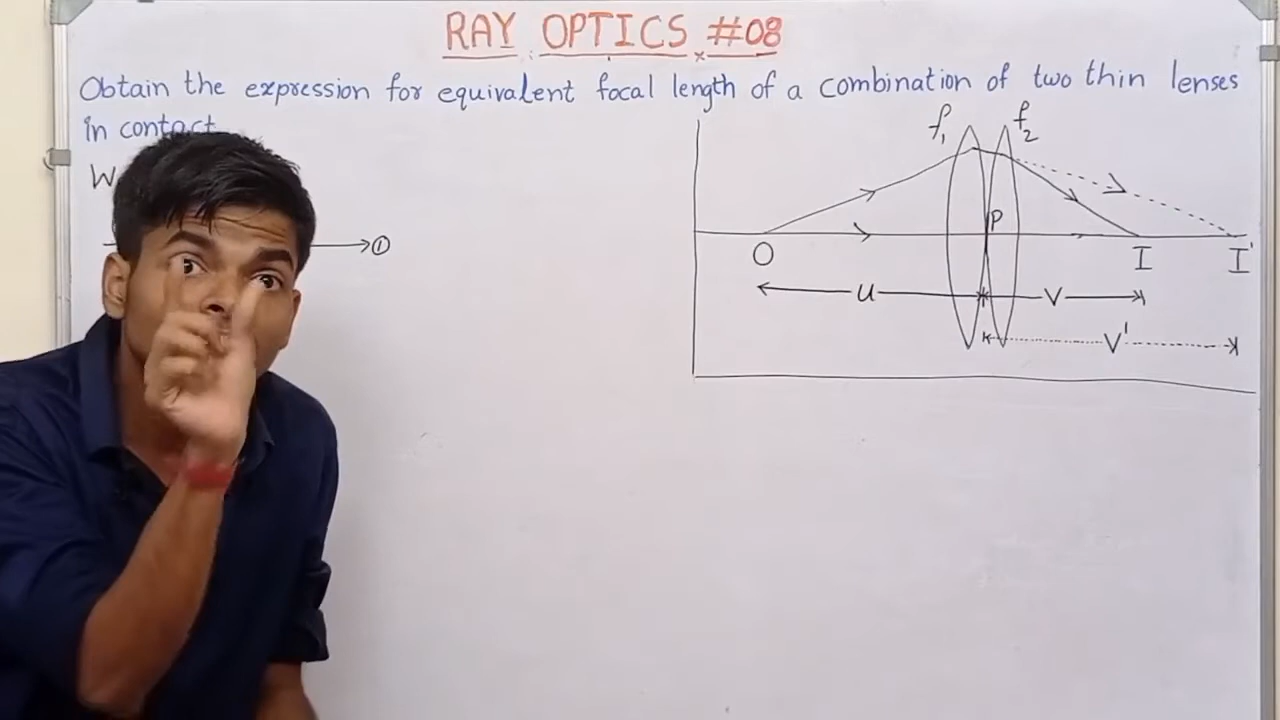 RAY OPTICS #08
Obtain the expression for equivalent focal length of a combination of two thin lenses
in contact
f₁ f₂
W
P
→①
O I I'
u v
v'